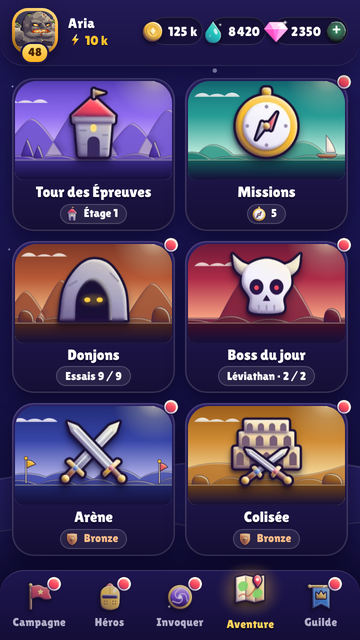 Aria
48
10 k
125 k
8420
2350
Tour des Épreuves
Étage 1
Missions
5
Donjons
Essais 9 / 9
Boss du jour
Léviathan · 2 / 2
Arène
Bronze
Colisée
Bronze
Campagne
Héros
Invoquer
Aventure
Guilde